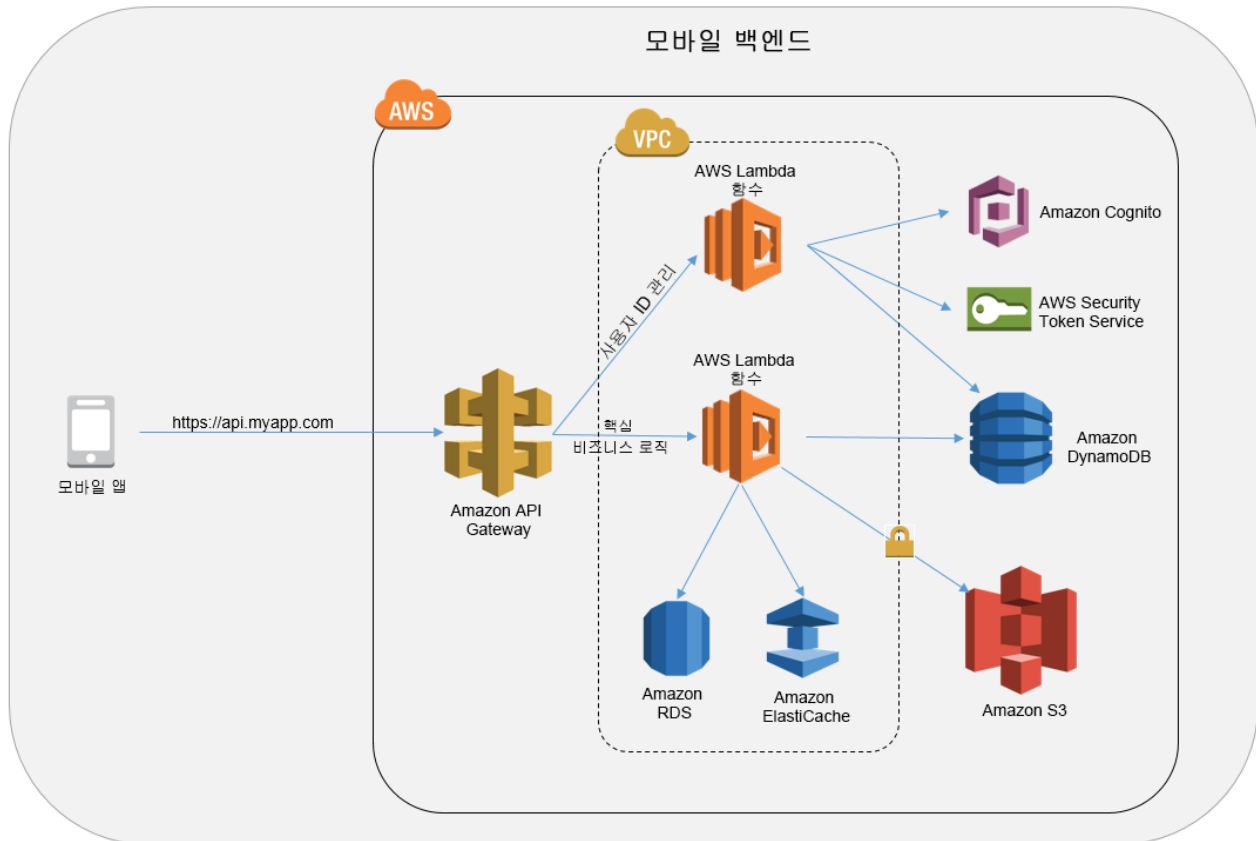 모바일 백엔드
AWS
VPC
AWS Lambda
함수
Amazon Cognito
사용자 ID 관리
AWS Security
Token Service
AWS Lambda
함수
https://api.myapp.com
핵심
비즈니스 로직
Amazon
DynamoDB
모바일 앱
Amazon API
Gateway
Amazon
RDS
Amazon
ElastiCache
Amazon S3